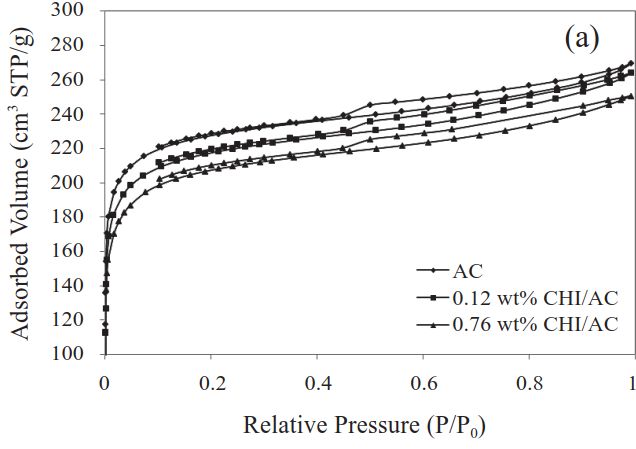 (a)
Adsorbed Volume (cm³ STP/g)
300
280
260
240
220
200
180
160
140
120
100
AC
0.12 wt% CHI/AC
0.76 wt% CHI/AC
0 0.2 0.4 0.6 0.8 1
Relative Pressure (P/P₀)